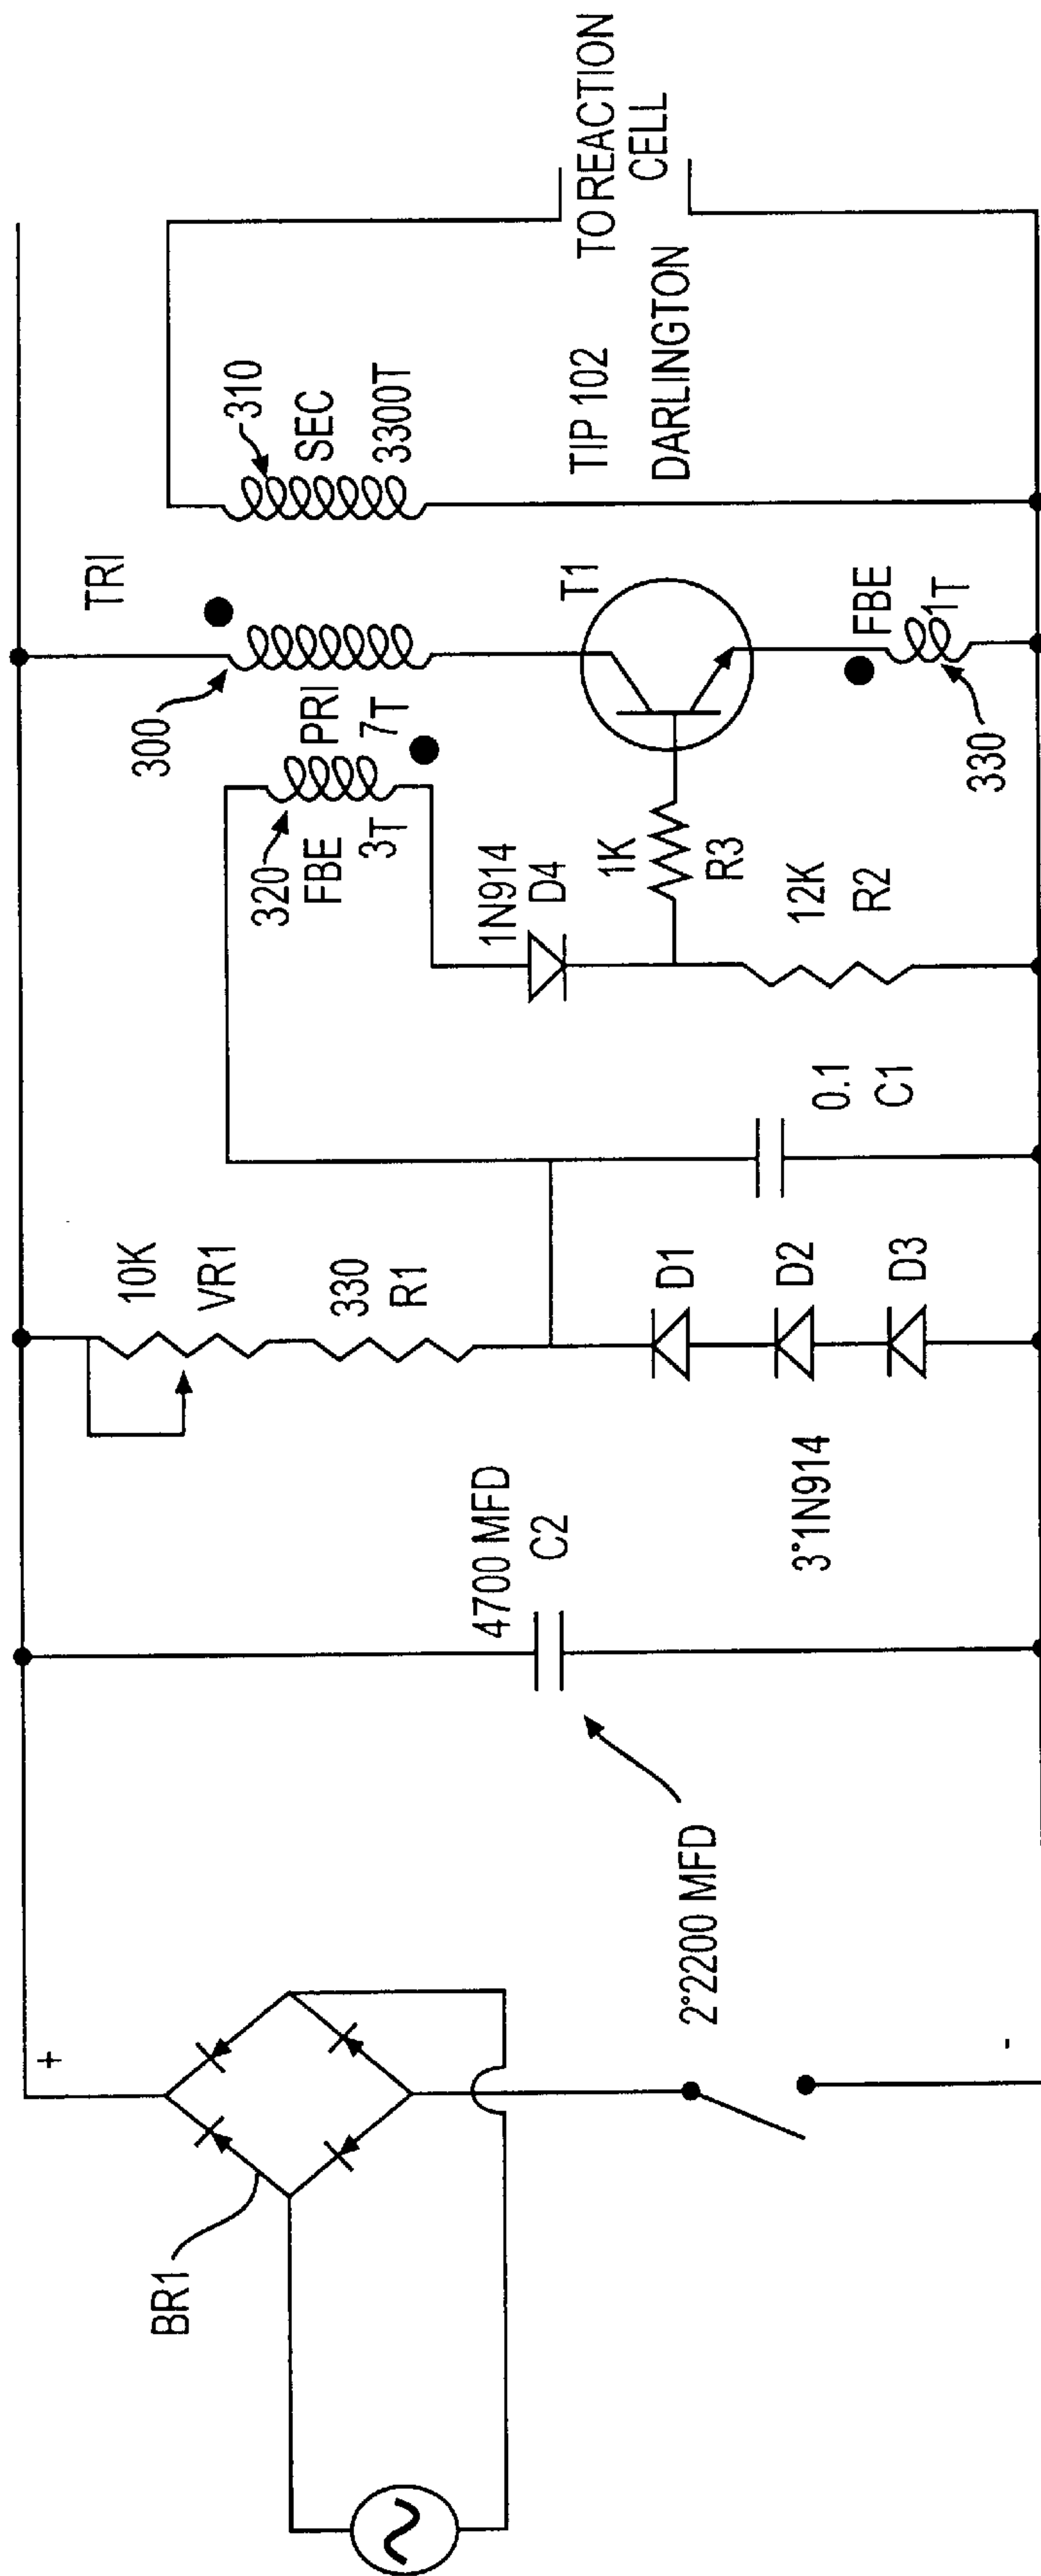 BR1
+
-
2°2200 MFD
4700 MFD
C2
10K
VR1
330
R1
3°1N914
D1
D2
D3
0.1
C1
320
FBE
3T
1N914
D4
1K
R3
12K
R2
300
PRI
7T
TRI
T1
FBE
1T
330
310
SEC
3300T
TIP 102
DARLINGTON
TO REACTION
CELL